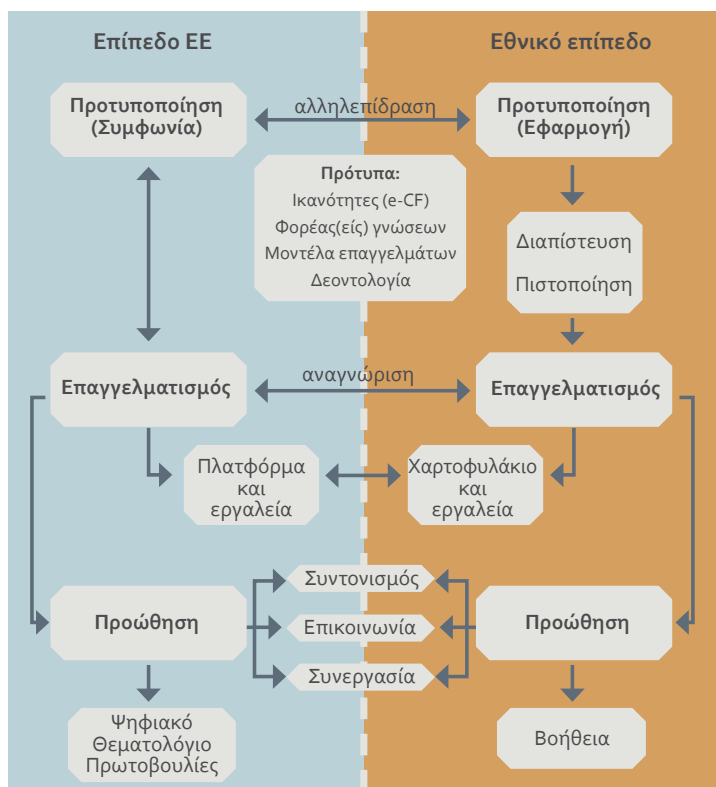 Επίπεδο ΕΕ
Εθνικό επίπεδο
Προτυποποίηση
(Συμφωνία)
αλληλεπίδραση
Προτυποποίηση
(Εφαρμογή)
Πρότυπα:
Ικανότητες (e-CF)
Φορέας(είς) γνώσεων
Μοντέλα επαγγελμάτων
Δεοντολογία
Διαπίστευση
Πιστοποίηση
Επαγγελματισμός
αναγνώριση
Επαγγελματισμός
Πλατφόρμα
και
εργαλεία
Χαρτοφυλάκιο
και
εργαλεία
Συντονισμός
Προώθηση
Επικοινωνία
Προώθηση
Συνεργασία
Ψηφιακό
Θεματολόγιο
Πρωτοβουλίες
Βοήθεια